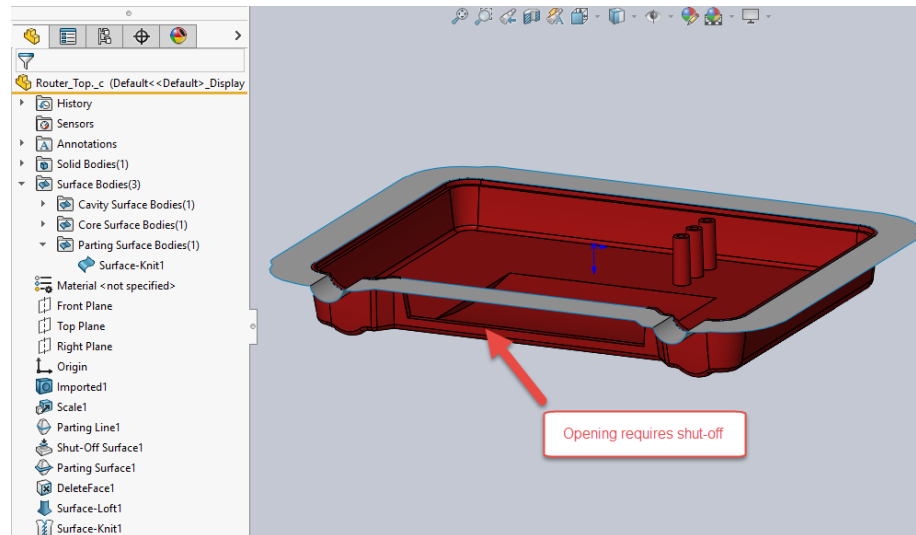 Router_Top._c (Default<<Default>_Display
History
Sensors
Annotations
Solid Bodies(1)
Surface Bodies(3)
Cavity Surface Bodies(1)
Core Surface Bodies(1)
Parting Surface Bodies(1)
Surface-Knit1
Material <not specified>
Front Plane
Top Plane
Right Plane
Origin
Imported1
Scale1
Parting Line1
Shut-Off Surface1
Parting Surface1
DeleteFace1
Surface-Loft1
Surface-Knit1
Opening requires shut-off